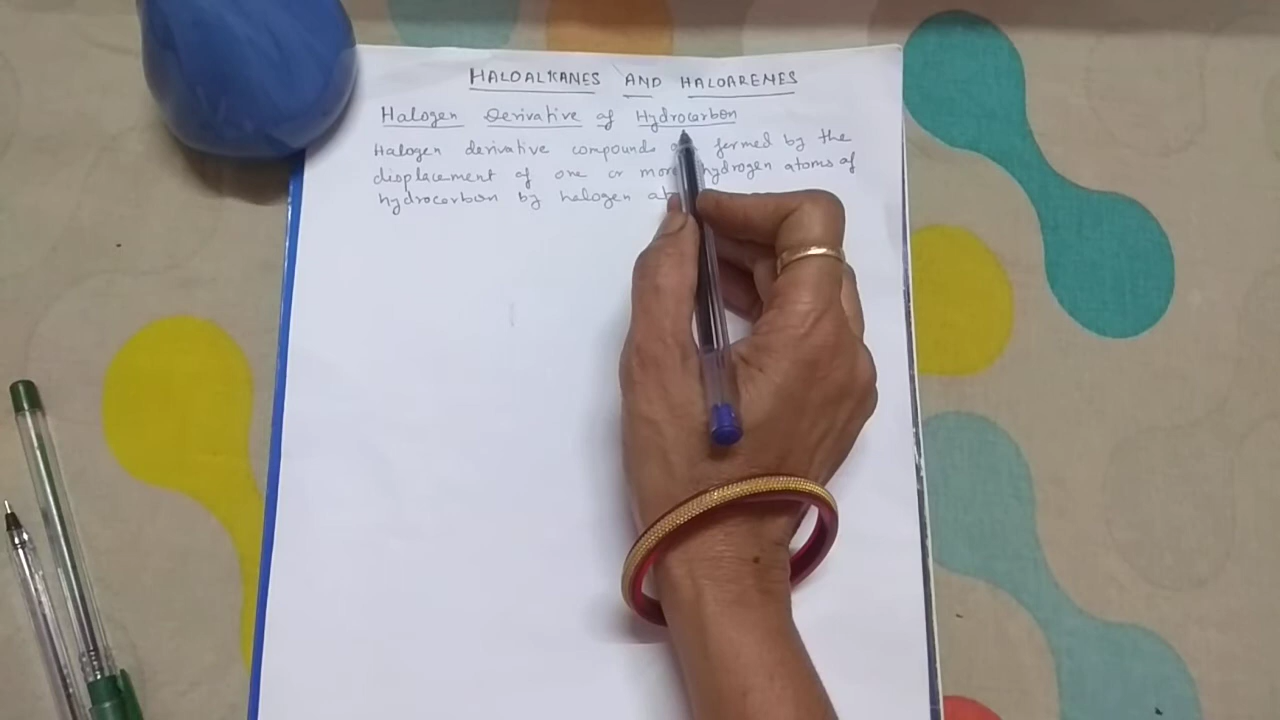 HALOALKANES AND HALOARENES
Halogen Derivative of Hydrocarbon
Halogen derivative compounds formed by the
displacement of one or more hydrogen atoms of
hydrocarbon by halogen